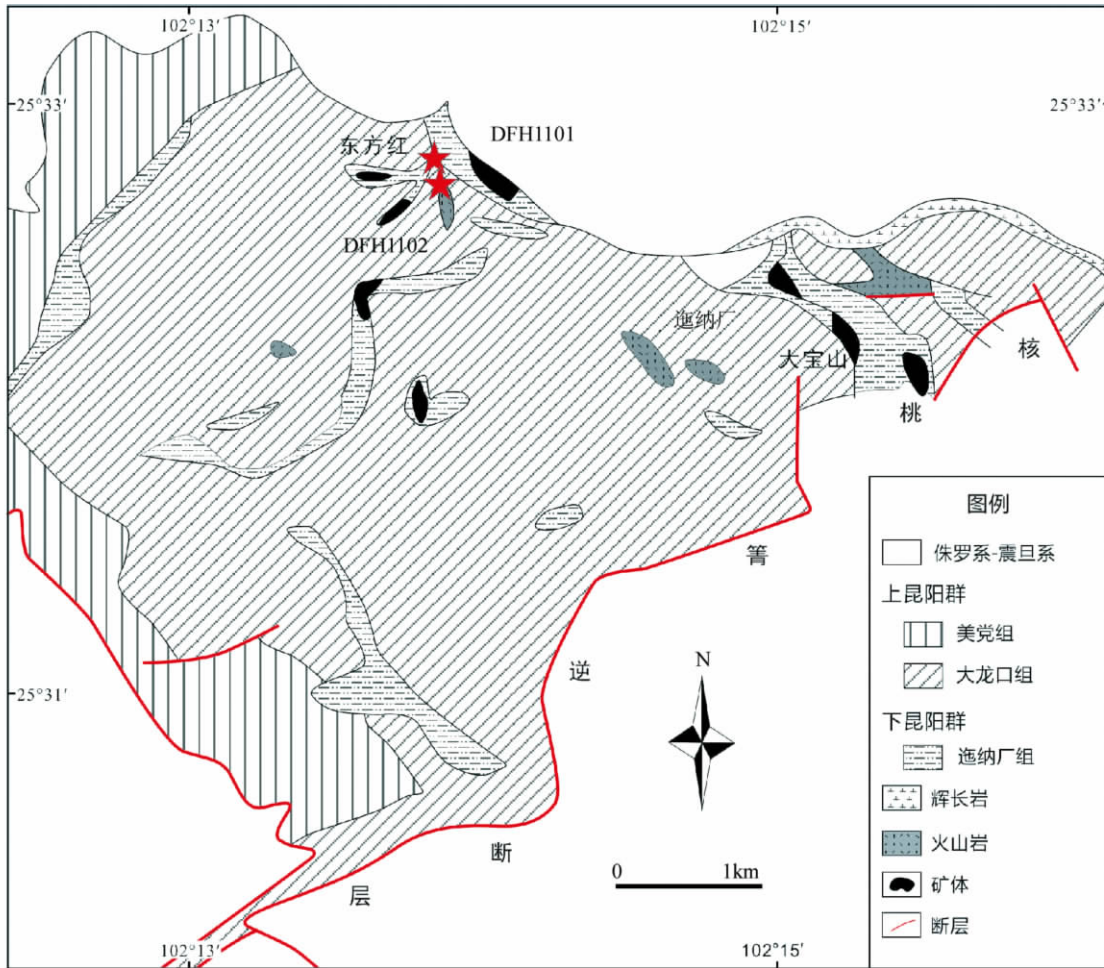 102°13′
102°15′
25°33′
25°33′
DFH1101
东方红
DFH1102
迤纳厂
大宝山
核
桃
箐
逆
断
层
25°31′
N
0
1km
102°13′
102°15′
图例
侏罗系-震旦系
上昆阳群
美党组
大龙口组
下昆阳群
迤纳厂组
辉长岩
火山岩
矿体
断层